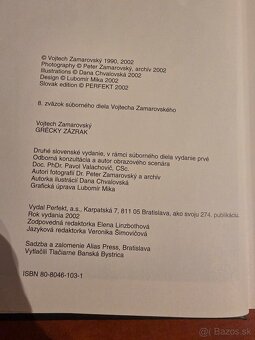 © Vojtech Zamarovský 1990, 2002
Photography © Peter Zamarovský, archív 2002
Illustrations © Dana Chvalovská 2002
Design © Ľubomír Mika 2002
Slovak edition © PERFEKT 2002
8. zväzok súborného diela Vojtecha Zamarovského
Vojtech Zamarovský
GRÉCKY ZÁZRAK
Druhé slovenské vydanie, v rámci súborného diela vydanie prvé
Odborná konzultácia a autor obrazového scenára
Doc. PhDr. Pavol Valachovič, CSc.
Autori fotografií Dr. Peter Zamarovský a archív
Autorka ilustrácií Dana Chvalovská
Grafická úprava Ľubomír Mika
Vydal Perfekt, a.s., Karpatská 7, 811 05 Bratislava, ako svoju 274. publikáciu.
Rok vydania 2002
Zodpovedná redaktorka Elena Linzbothová
Jazyková redaktorka Veronika Šimovičová
Sadzba a zalomenie Alias Press, Bratislava
Vytlačili Tlačiarne Banská Bystrica
ISBN 80-8046-103-1
bazos.sk